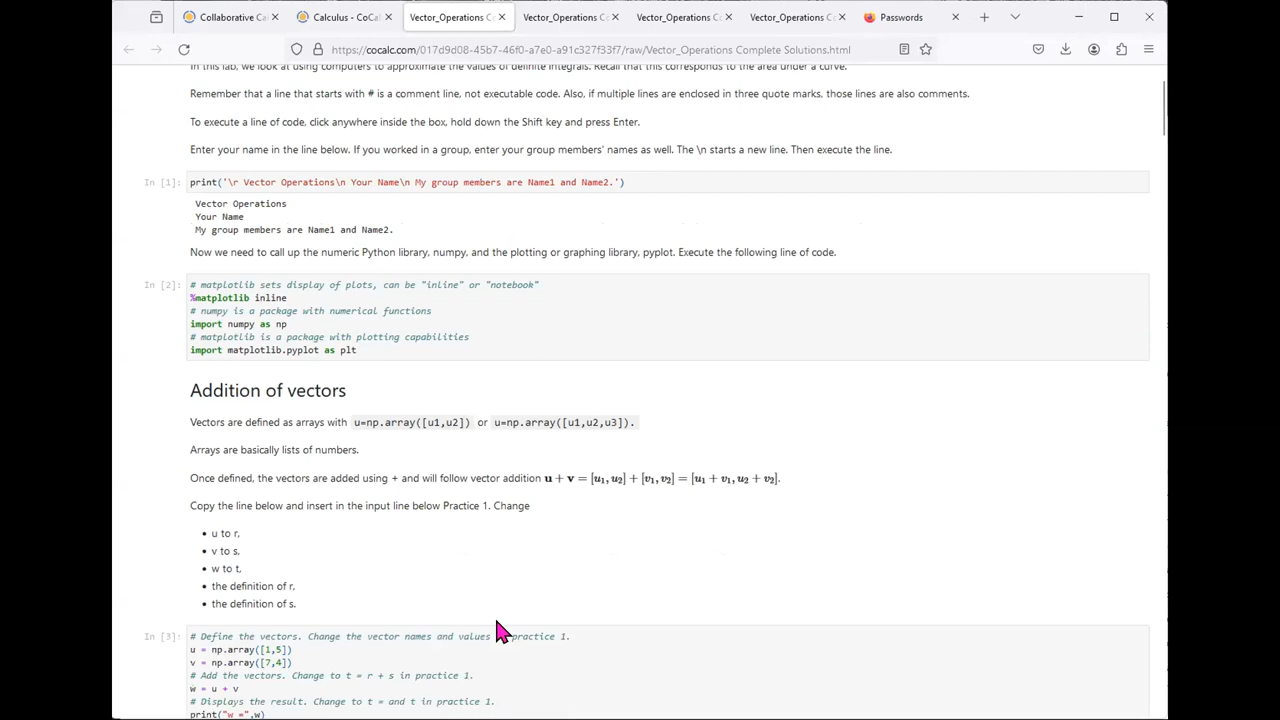 Collaborative Ca
Calculus - CoCal
Vector_Operations Co
Vector_Operations Co
Vector_Operations Co
Vector_Operations Co
Passwords
https://cocalc.com/017d9d08-45b7-46f0-a7e0-a91c327f33f7/raw/Vector_Operations Complete Solutions.html
In this lab, we look at using computers to approximate the values of definite integrals. Recall that this corresponds to the area under a curve.
Remember that a line that starts with # is a comment line, not executable code. Also, if multiple lines are enclosed in three quote marks, those lines are also comments.
To execute a line of code, click anywhere inside the box, hold down the Shift key and press Enter.
Enter your name in the line below. If you worked in a group, enter your group members' names as well. The \n starts a new line. Then execute the line.
In [1]: print('\r Vector Operations\n Your Name\n My group members are Name1 and Name2.')
Vector Operations
Your Name
My group members are Name1 and Name2.
Now we need to call up the numeric Python library, numpy, and the plotting or graphing library, pyplot. Execute the following line of code.
In [2]: # matplotlib sets display of plots, can be "inline" or "notebook"
%matplotlib inline
# numpy is a package with numerical functions
import numpy as np
# matplotlib is a package with plotting capabilities
import matplotlib.pyplot as plt
Addition of vectors
Vectors are defined as arrays with u=np.array([u1,u2]) or u=np.array([u1,u2,u3]).
Arrays are basically lists of numbers.
Once defined, the vectors are added using + and will follow vector addition u + v = [u₁, u₂] + [v₁, v₂] = [u₁ + v₁, u₂ + v₂].
Copy the line below and insert in the input line below Practice 1. Change
• u to r,
• v to s,
• w to t,
• the definition of r,
• the definition of s.
In [3]: # Define the vectors. Change the vector names and values practice 1.
u = np.array([1,5])
v = np.array([7,4])
# Add the vectors. Change to t = r + s in practice 1.
w = u + v
# Displays the result. Change to t = and t in practice 1.
print("w =",w)